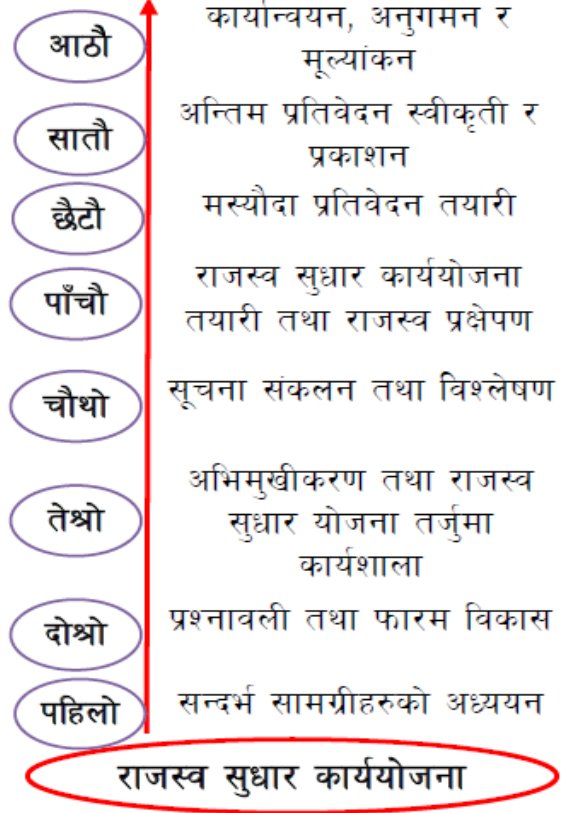 आठौ
कार्यान्वयन, अनुगमन र
मूल्यांकन
सातौ
अन्तिम प्रतिवेदन स्वीकृती र
प्रकाशन
छैटौ
मस्यौदा प्रतिवेदन तयारी
पाँचौ
राजस्व सुधार कार्ययोजना
तयारी तथा राजस्व प्रक्षेपण
चौथो
सूचना संकलन तथा विश्लेषण
तेश्रो
अभिमुखीकरण तथा राजस्व
सुधार योजना तर्जुमा
कार्यशाला
दोश्रो
प्रश्नावली तथा फारम विकास
पहिलो
सन्दर्भ सामग्रीहरुको अध्ययन
राजस्व सुधार कार्ययोजना